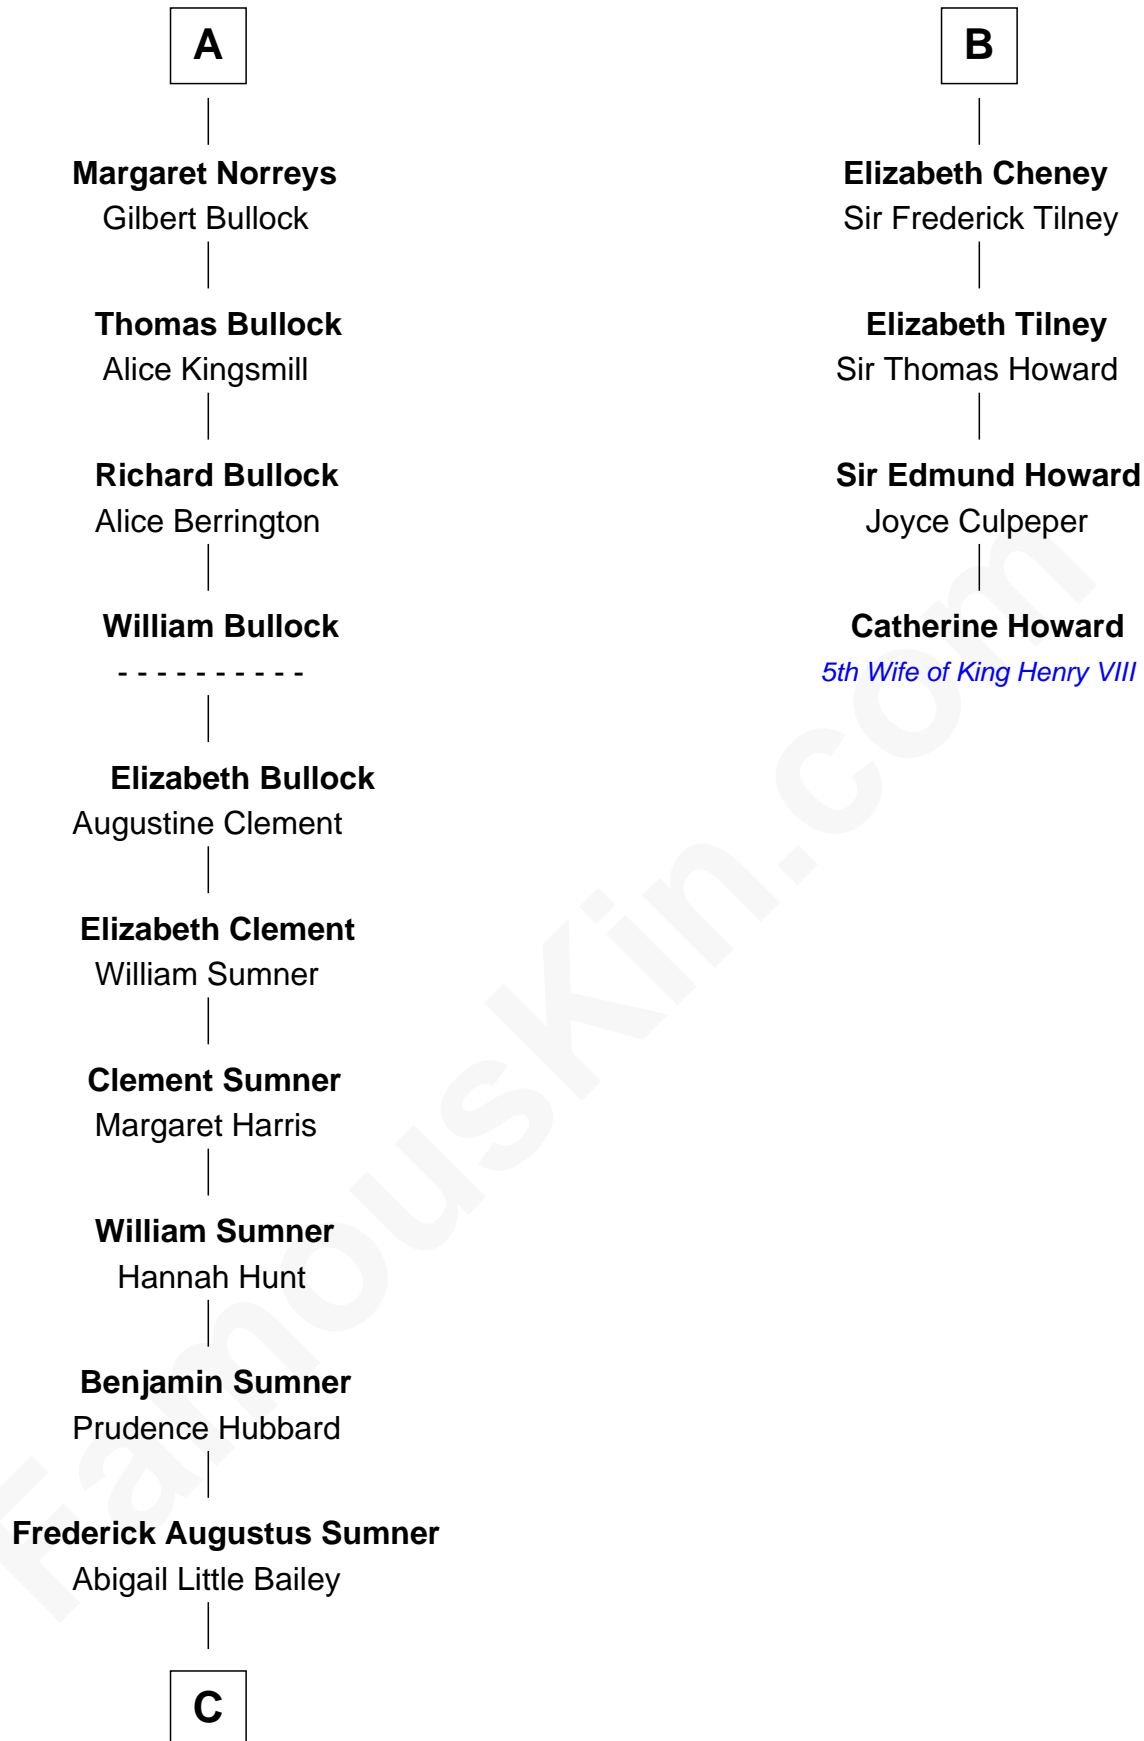 A
Margaret Norreys
Gilbert Bullock
Thomas Bullock
Alice Kingsmill
Richard Bullock
Alice Berrington
William Bullock
- - - - - - - - - -
Elizabeth Bullock
Augustine Clement
Elizabeth Clement
William Sumner
Clement Sumner
Margaret Harris
William Sumner
Hannah Hunt
Benjamin Sumner
Prudence Hubbard
Frederick Augustus Sumner
Abigail Little Bailey
C
B
Elizabeth Cheney
Sir Frederick Tilney
Elizabeth Tilney
Sir Thomas Howard
Sir Edmund Howard
Joyce Culpeper
Catherine Howard
5th Wife of King Henry VIII
FamousKin.com